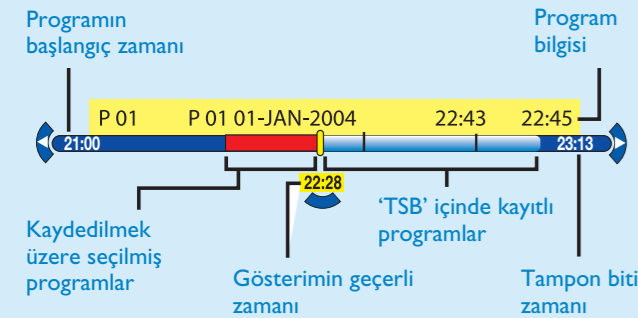 Programın
başlangıç zamanı
Program
bilgisi
P 01 P 01 01-JAN-2004 22:43 22:45
21:00 23:13
22:28
Kaydedilmek
üzere seçilmiş
programlar
'TSB' içinde kayıtlı
programlar
Gösterimin geçerli
zamanı
Tampon biti
zamanı